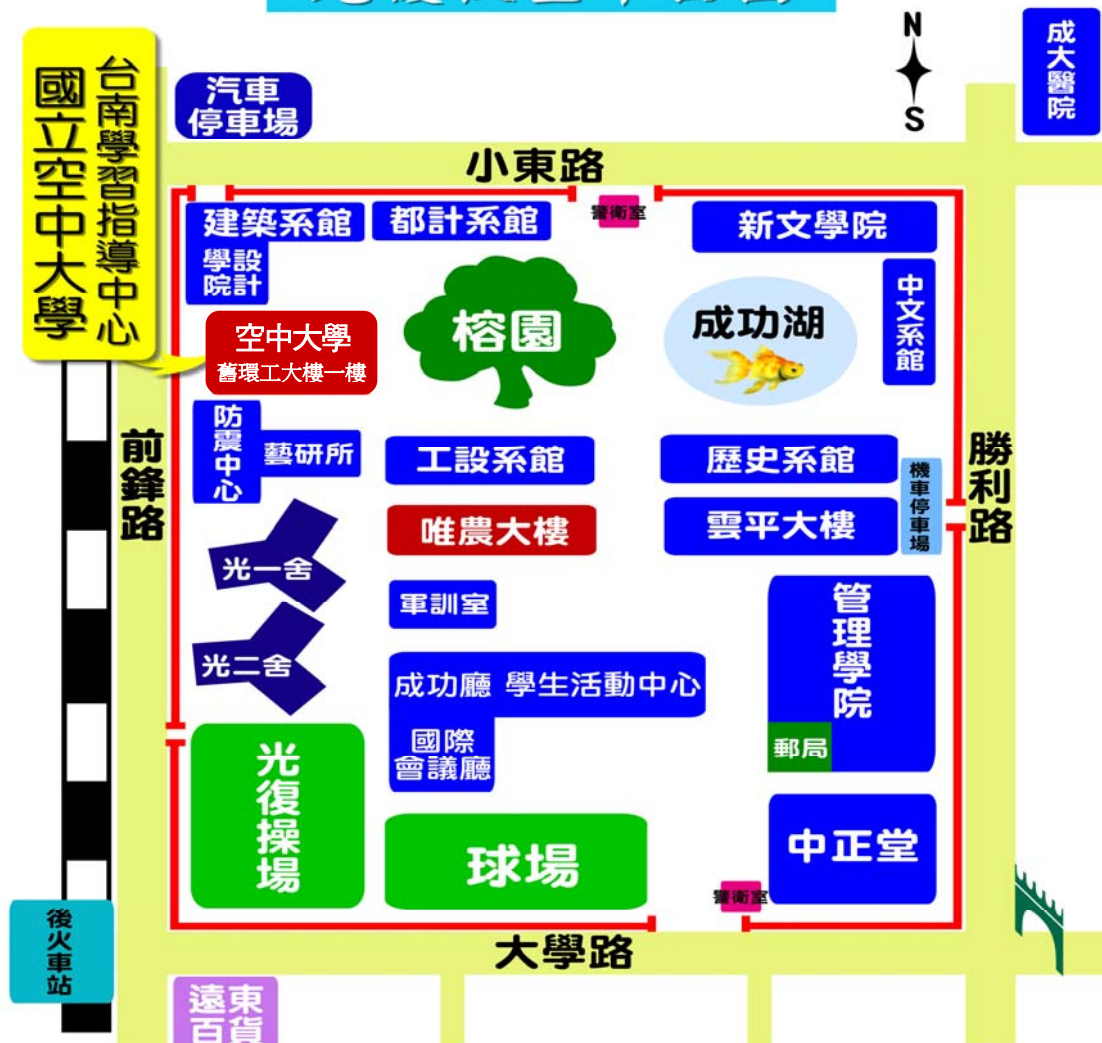 N
S
成大醫院
台南學習指導中心
國立空中大學
汽車
停車場
小東路
警衛室
建築系館
都計系館
新文學院
學設
院計
中文系館
榕園
成功湖
空中大學
舊環工大樓一樓
前鋒路
防震中心
藝研所
工設系館
歷史系館
機車停車場
勝利路
唯農大樓
雲平大樓
光一舍
軍訓室
管理學院
光二舍
成功廳 學生活動中心
國際
會議廳
郵局
光復操場
球場
中正堂
警衛室
後火車站
大學路
遠東
百貨